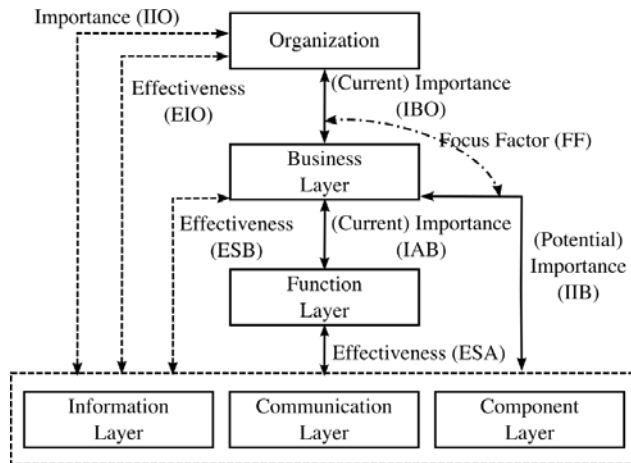 Importance (IIO)
Organization
Effectiveness
(EIO)
(Current) Importance
(IBO)
Focus Factor (FF)
Business
Layer
Effectiveness
(ESB)
(Current) Importance
(IAB)
(Potential)
Importance
(IIB)
Function
Layer
Effectiveness (ESA)
Information
Layer
Communication
Layer
Component
Layer